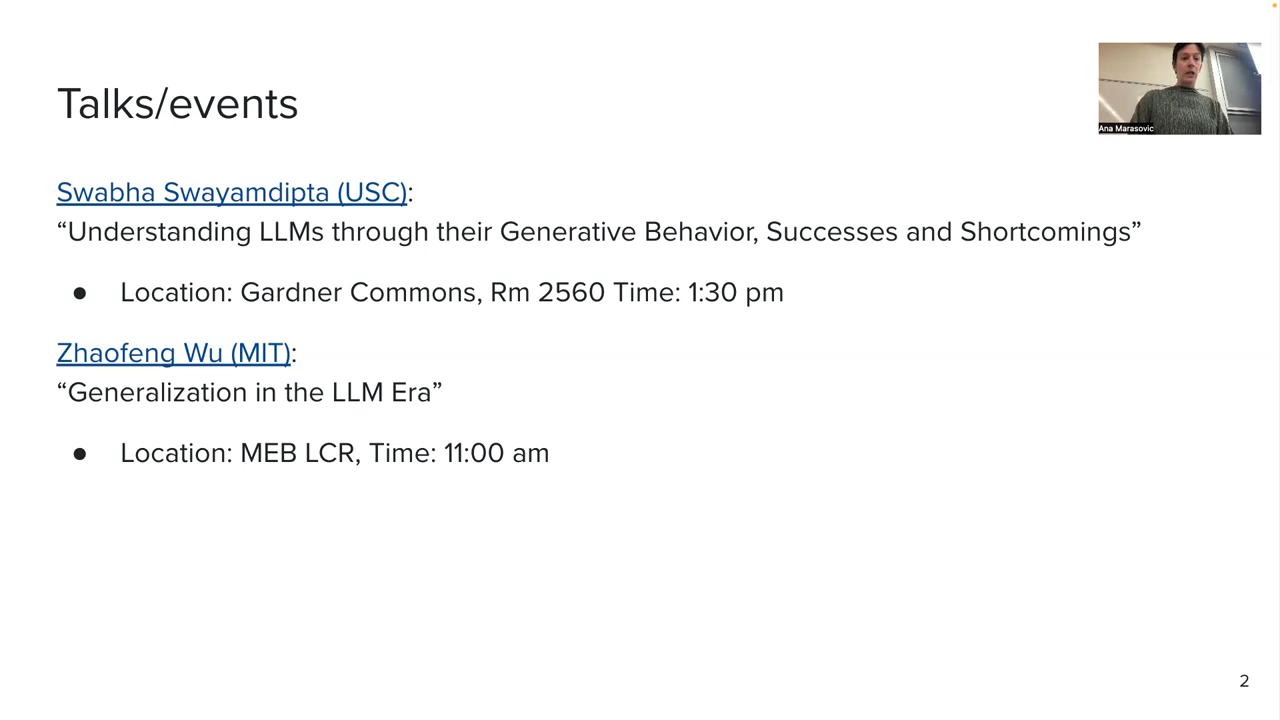 Talks/events
Ana Marasovic
Swabha Swayamdipta (USC):
“Understanding LLMs through their Generative Behavior, Successes and Shortcomings”
● Location: Gardner Commons, Rm 2560 Time: 1:30 pm
Zhaofeng Wu (MIT):
“Generalization in the LLM Era”
● Location: MEB LCR, Time: 11:00 am
2